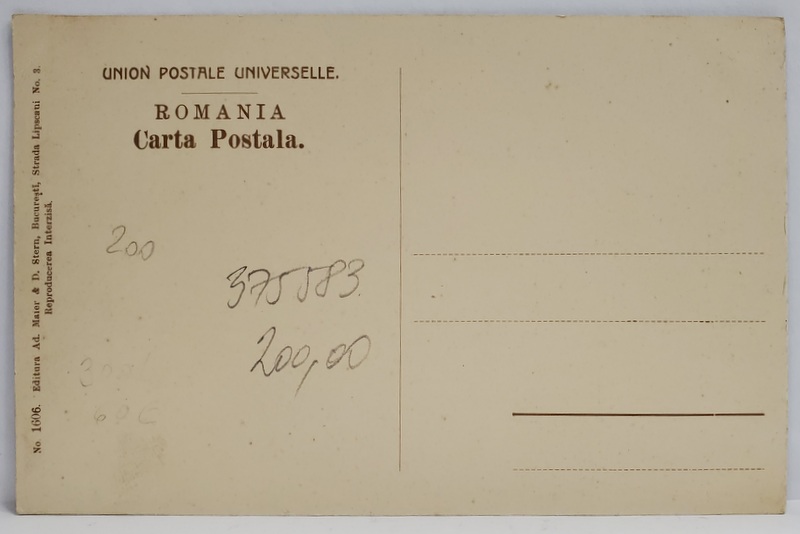 UNION POSTALE UNIVERSELLE.
ROMANIA
Carta Postala.
200
375583
200,00
No. 1606. Editura Ad. Maier & D. Stern, București, Strada Lipscani No. 3.
Reproducerea Interzisă.